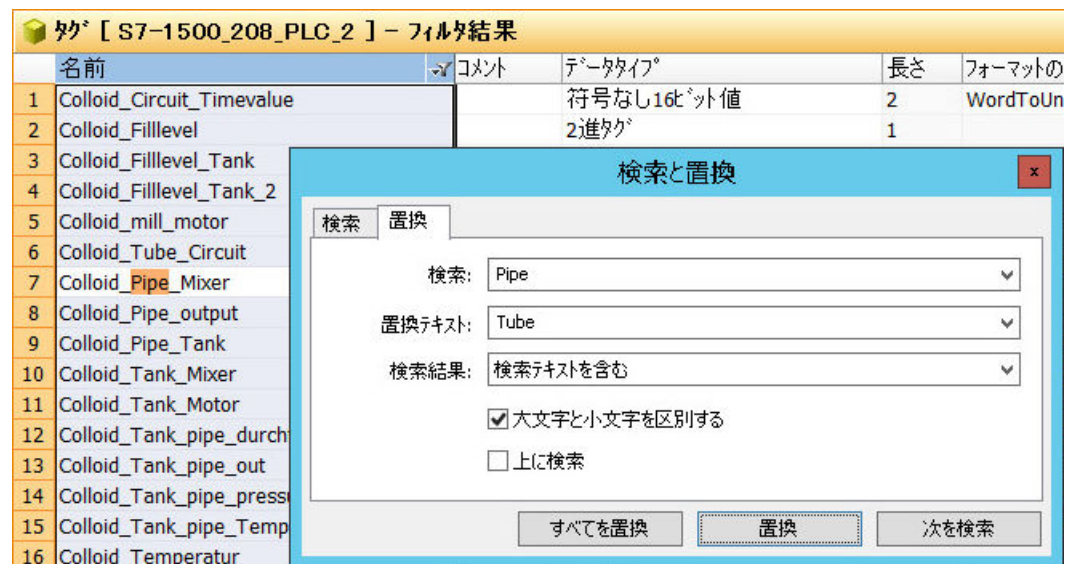 タグ [ S7-1500_208_PLC_2 ] - フィルタ結果
名前 コメント データタイプ 長さ フォーマットの
1 Colloid_Circuit_Timevalue 符号なし16ビット値 2 WordToUn
2 Colloid_Filllevel 2進タグ 1
3 Colloid_Filllevel_Tank
4 Colloid_Filllevel_Tank_2
5 Colloid_mill_motor
6 Colloid_Tube_Circuit
7 Colloid_Pipe_Mixer
8 Colloid_Pipe_output
9 Colloid_Pipe_Tank
10 Colloid_Tank_Mixer
11 Colloid_Tank_Motor
12 Colloid_Tank_pipe_durch
13 Colloid_Tank_pipe_out
14 Colloid_Tank_pipe_press
15 Colloid_Tank_pipe_Temp
16 Colloid_Temperatur
検索と置換
x
検索 置換
検索: Pipe
置換テキスト: Tube
検索結果: 検索テキストを含む
大文字と小文字を区別する
上に検索
すべてを置換 置換 次を検索